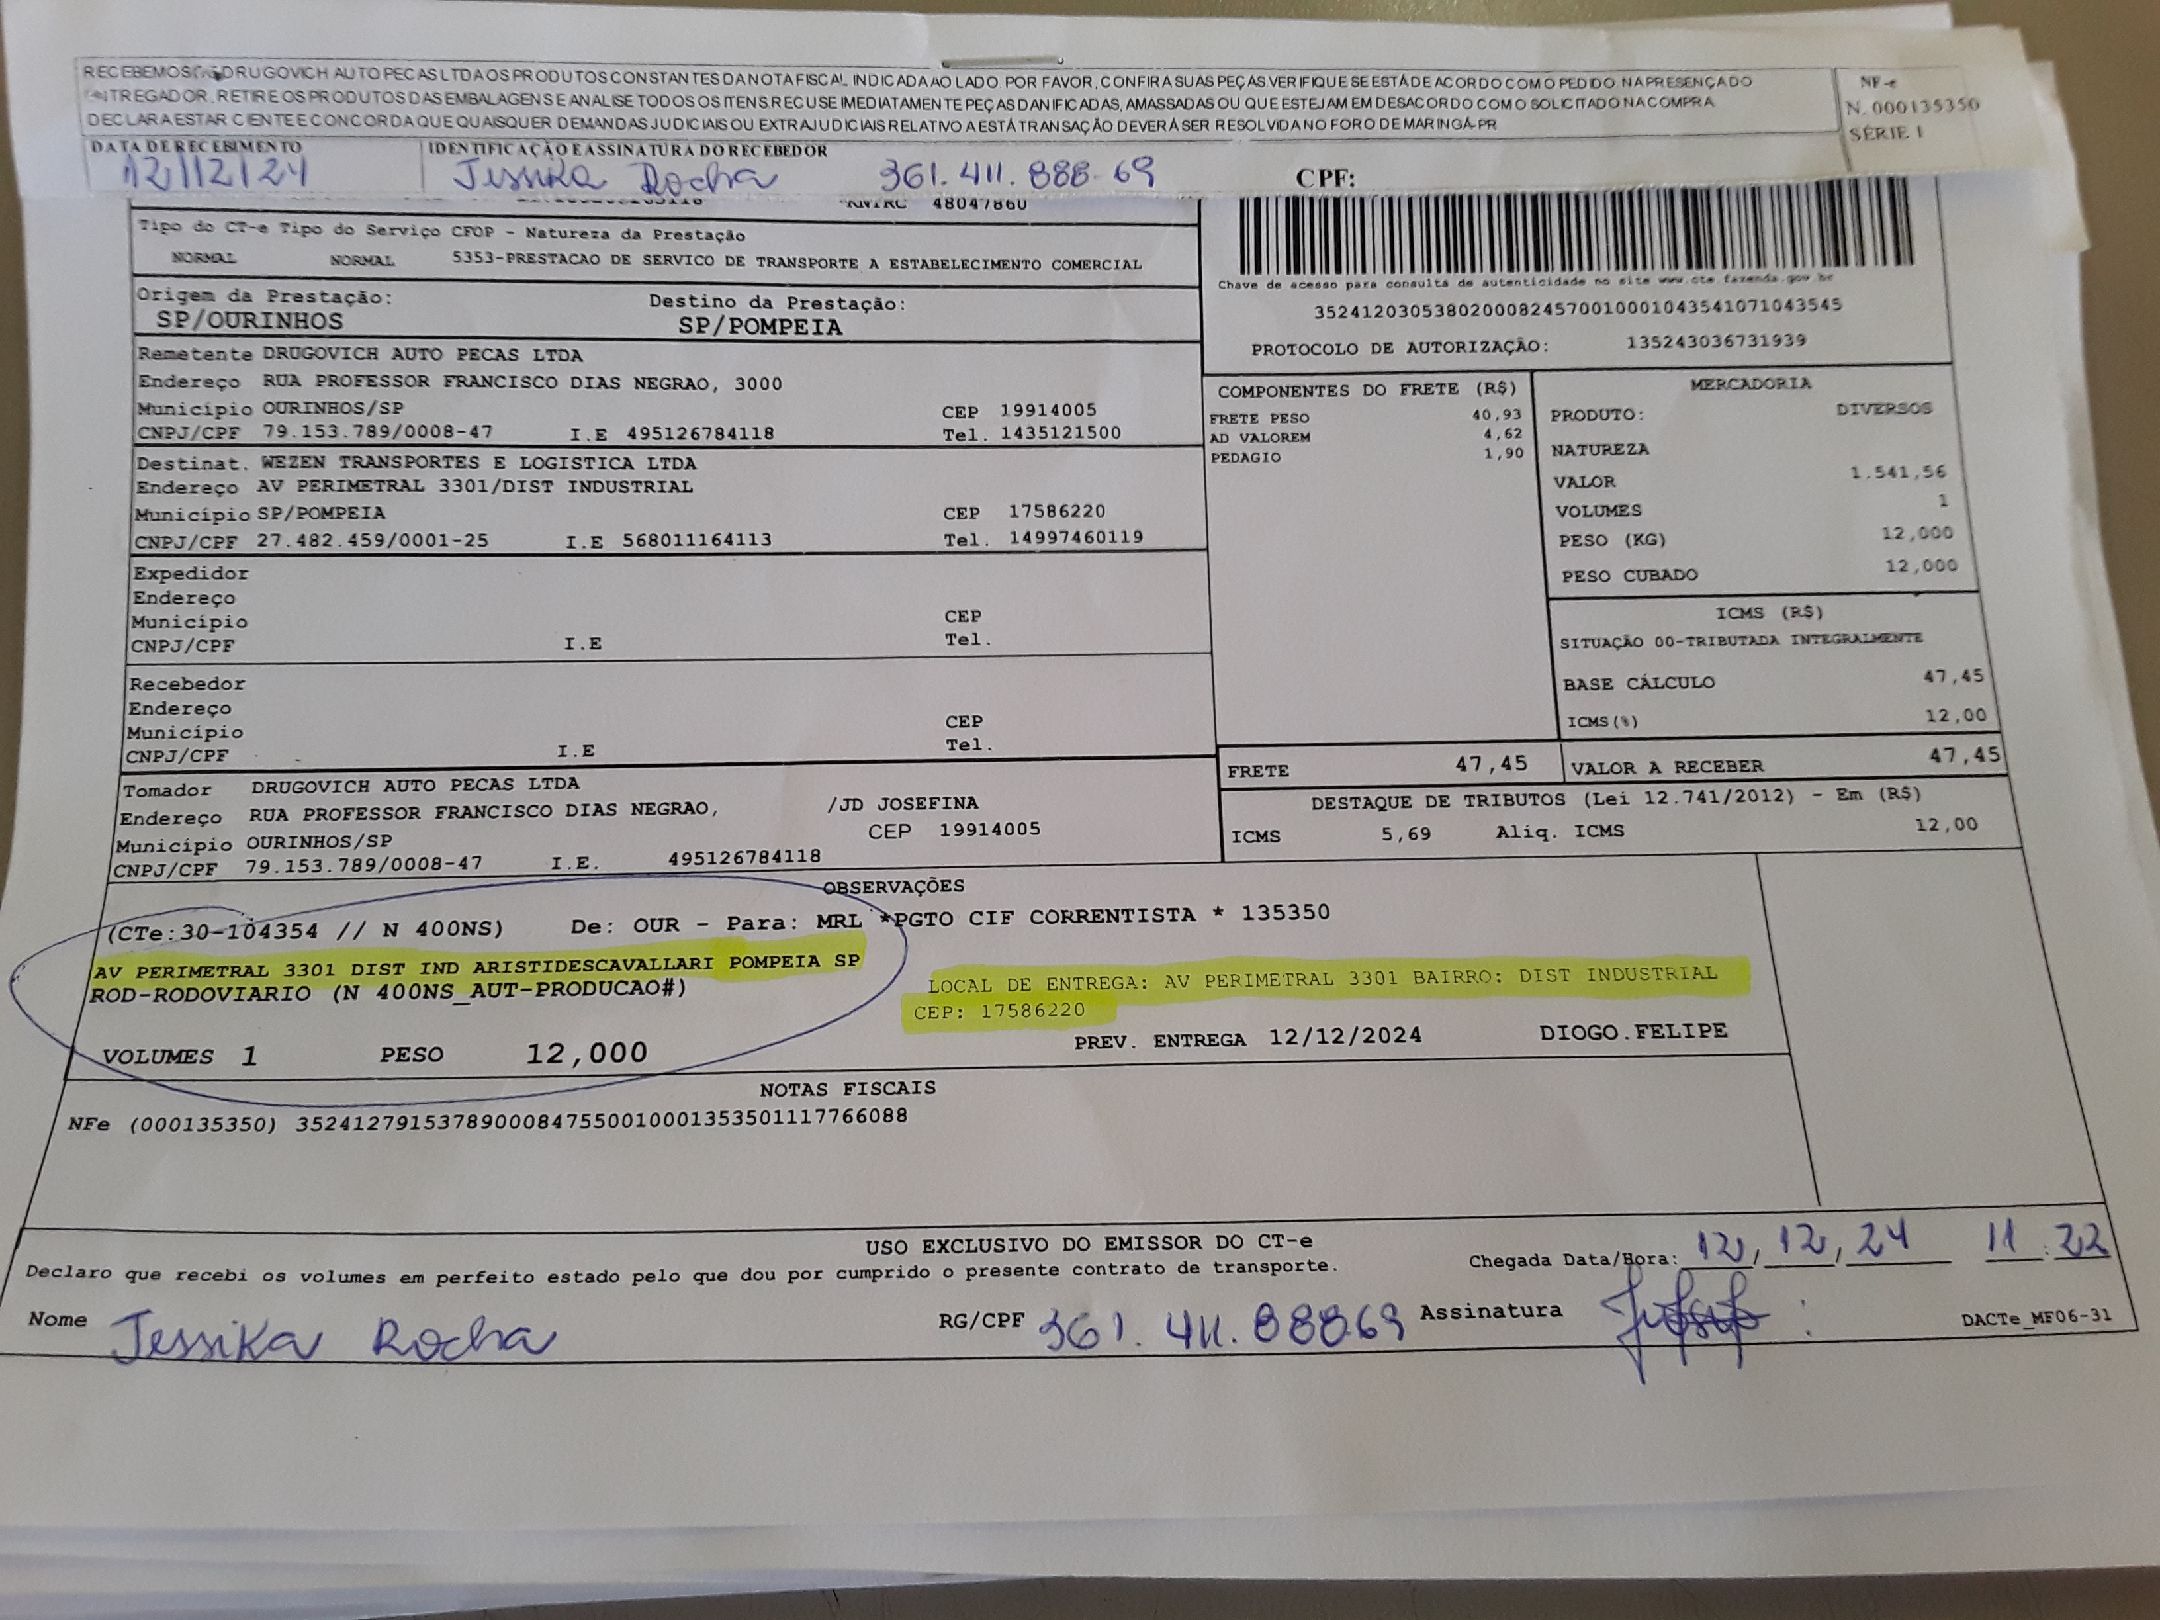 RECEBEMOS DRUGOVICH AUTO PECAS LTDA OS PRODUTOS CONSTANTES DA NOTA FISCAL INDICADA AO LADO. POR FAVOR, CONFIRA SUAS PEÇAS VERIFIQUE SE ESTÁ DE ACORDO COM O PEDIDO. NA PRESENÇA DO
ENTREGADOR, RETIRE OS PRODUTOS DAS EMBALAGENS E ANALISE TODOS OS ITENS RECUSE IMEDIATAMENTE PEÇAS DANIFICADAS, AMASSADAS OU QUE ESTEJAM EM DESACORDO COM O SOLICITADO NA COMPRA
DECLARA ESTAR CIENTE E CONCORDA QUE QUAISQUER DEMANDAS JUDICIAIS OU EXTRAJUDICIAIS RELATIVO A ESTÁ TRANSAÇÃO DEVERÁ SER RESOLVIDA NO FORO DE MARINGÁ-PR
NF-e
N. 000135350
SÉRIE 1
DATA DE RECEBIMENTO IDENTIFICAÇÃO E ASSINATURA DO RECEBEDOR
12/12/24 Jessika Rocha 361.411.888-69 CPF:
RNTRC 48047860
Tipo do CT-e Tipo do Serviço CFOP - Natureza da Prestação
NORMAL NORMAL 5353-PRESTACAO DE SERVICO DE TRANSPORTE A ESTABELECIMENTO COMERCIAL
Chave de acesso para consulta de autenticidade no site www.cte.fazenda.gov.br
35241203053802000824570010001043541071043545
PROTOCOLO DE AUTORIZAÇÃO: 135243036731939
Origem da Prestação: Destino da Prestação:
SP/OURINHOS SP/POMPEIA
Remetente DRUGOVICH AUTO PECAS LTDA
Endereço RUA PROFESSOR FRANCISCO DIAS NEGRAO, 3000
Município OURINHOS/SP CEP 19914005
CNPJ/CPF 79.153.789/0008-47 I.E 495126784118 Tel. 1435121500
Destinat. WEZEN TRANSPORTES E LOGISTICA LTDA
Endereço AV PERIMETRAL 3301/DIST INDUSTRIAL
Município SP/POMPEIA CEP 17586220
CNPJ/CPF 27.482.459/0001-25 I.E 568011164113 Tel. 14997460119
Expedidor
Endereço
Município CEP
CNPJ/CPF I.E Tel.
Recebedor
Endereço
Município CEP
CNPJ/CPF I.E Tel.
Tomador DRUGOVICH AUTO PECAS LTDA
Endereço RUA PROFESSOR FRANCISCO DIAS NEGRAO, /JD JOSEFINA
Município OURINHOS/SP CEP 19914005
CNPJ/CPF 79.153.789/0008-47 I.E. 495126784118
COMPONENTES DO FRETE (R$)
FRETE PESO 40,93
AD VALOREM 4,62
PEDAGIO 1,90
MERCADORIA
PRODUTO: DIVERSOS
NATUREZA
VALOR 1.541,56
VOLUMES 1
PESO (KG) 12,000
PESO CUBADO 12,000
ICMS (R$)
SITUAÇÃO 00-TRIBUTADA INTEGRALMENTE
BASE CÁLCULO 47,45
ICMS(%) 12,00
FRETE 47,45 VALOR A RECEBER 47,45
DESTAQUE DE TRIBUTOS (Lei 12.741/2012) - Em (R$)
ICMS 5,69 Aliq. ICMS 12,00
OBSERVAÇÕES
(CTe:30-104354 // N 400NS) De: OUR - Para: MRL *PGTO CIF CORRENTISTA * 135350
AV PERIMETRAL 3301 DIST IND ARISTIDESCAVALLARI POMPEIA SP
ROD-RODOVIARIO (N 400NS_AUT-PRODUCAO#)
LOCAL DE ENTREGA: AV PERIMETRAL 3301 BAIRRO: DIST INDUSTRIAL
CEP: 17586220
PREV. ENTREGA 12/12/2024 DIOGO.FELIPE
VOLUMES 1 PESO 12,000
NOTAS FISCAIS
NFe (000135350) 35241279153789000847550010001353501117766088
USO EXCLUSIVO DO EMISSOR DO CT-e
Declaro que recebi os volumes em perfeito estado pelo que dou por cumprido o presente contrato de transporte.
Chegada Data/Hora: 12/12/24 11:22
Nome Jessika Rocha RG/CPF 361.411.888.69 Assinatura
DACTe_MF06-31